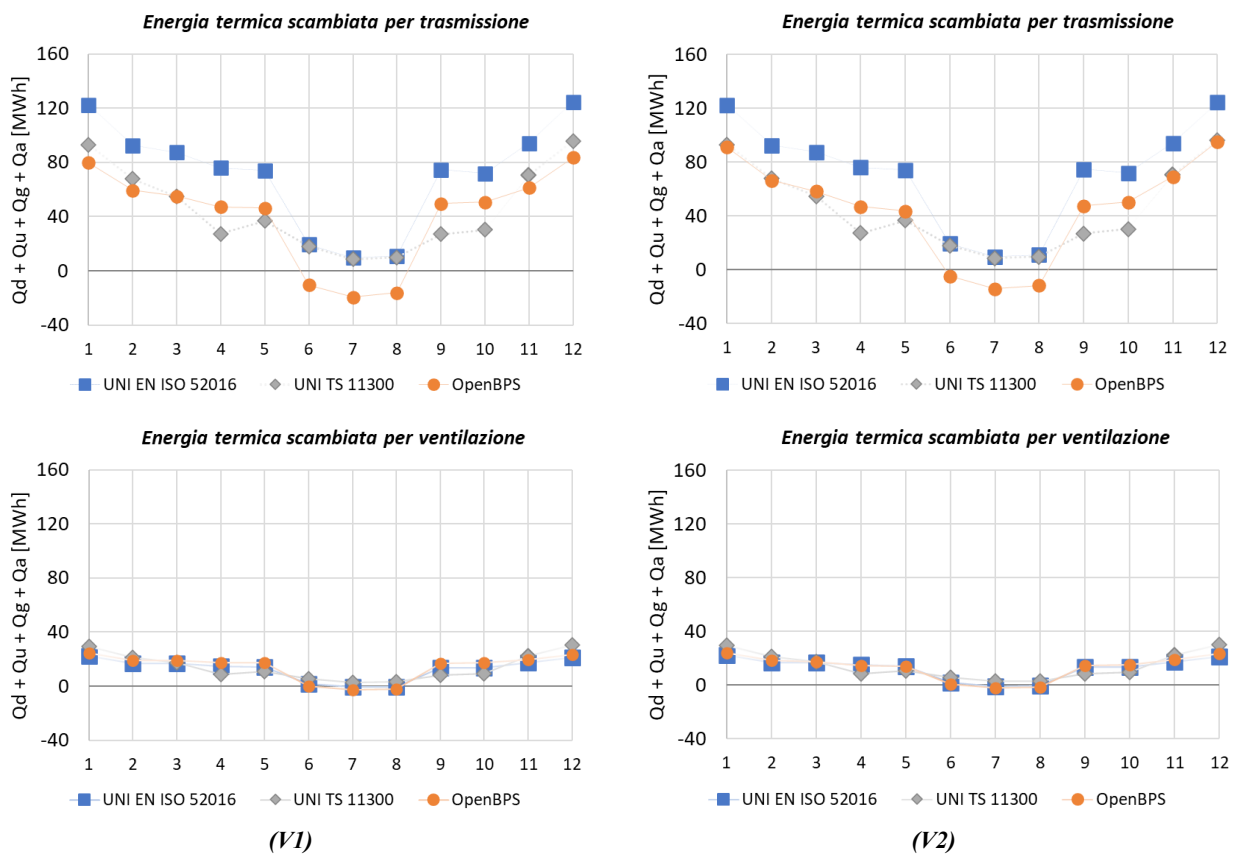 Energia termica scambiata per trasmissione
Qd + Qu + Qg + Qa [MWh]
160
120
80
40
0
-40
1 2 3 4 5 6 7 8 9 10 11 12
UNI EN ISO 52016 UNI TS 11300 OpenBPS
Energia termica scambiata per trasmissione
Qd + Qu + Qg + Qa [MWh]
160
120
80
40
0
-40
1 2 3 4 5 6 7 8 9 10 11 12
UNI EN ISO 52016 UNI TS 11300 OpenBPS
Energia termica scambiata per ventilazione
Qd + Qu + Qg + Qa [MWh]
160
120
80
40
0
-40
1 2 3 4 5 6 7 8 9 10 11 12
UNI EN ISO 52016 UNI TS 11300 OpenBPS
(V1)
Energia termica scambiata per ventilazione
Qd + Qu + Qg + Qa [MWh]
160
120
80
40
0
-40
1 2 3 4 5 6 7 8 9 10 11 12
UNI EN ISO 52016 UNI TS 11300 OpenBPS
(V2)